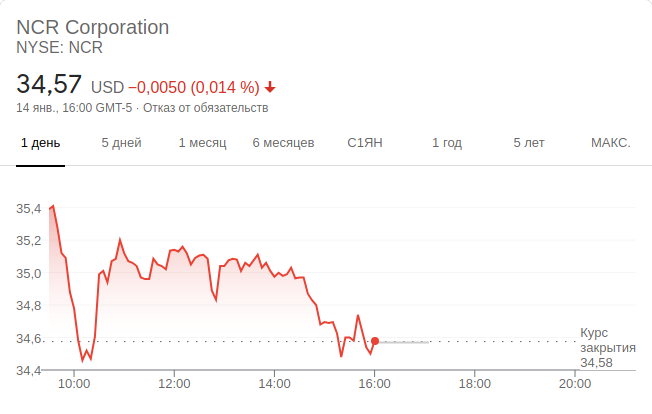 NCR Corporation
NYSE: NCR
34,57 USD −0,0050 (0,014 %)
14 янв., 16:00 GMT-5 · Отказ от обязательств
1 день 5 дней 1 месяц 6 месяцев С1ЯН 1 год 5 лет МАКС.
35,4
35,2
35,0
34,8
34,6
34,4
Курс
закрытия
34,58
10:00 12:00 14:00 16:00 18:00 20:00